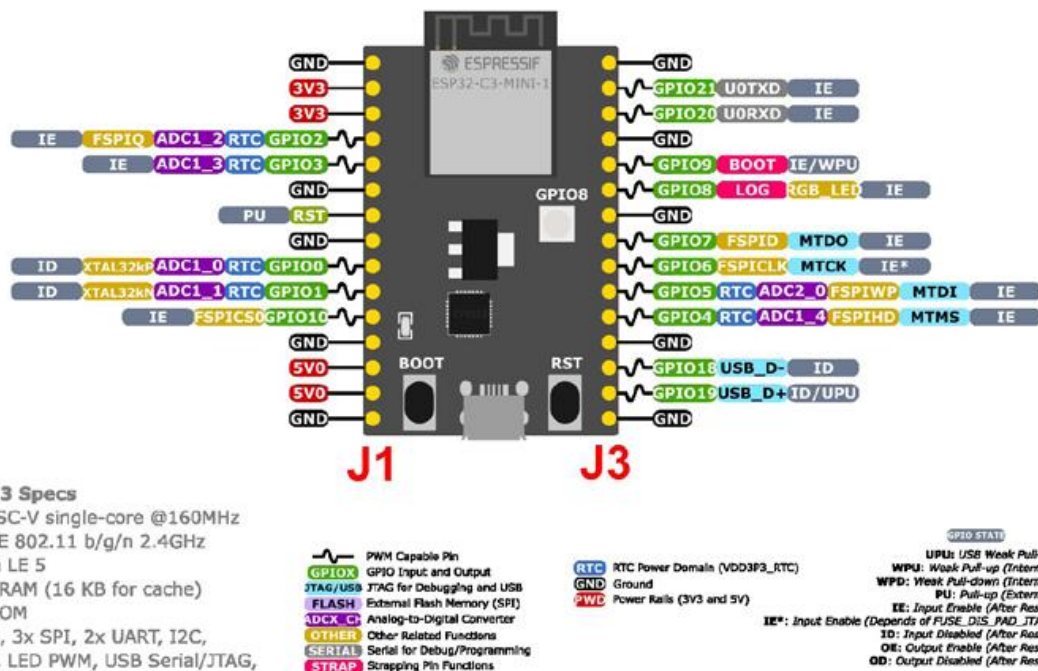 ESPRESSIF
ESP32-C3-MINI-1
GND
3V3
3V3
IE FSPIQ ADC1_2 RTC GPIO2
IE ADC1_3 RTC GPIO3
GND
PU RST
GND
ID XTAL32kP ADC1_0 RTC GPIO0
ID XTAL32kN ADC1_1 RTC GPIO1
IE FSPICS0 GPIO10
GND
5V0
5V0
GND
GPIO8
BOOT
RST
GND
GPIO21 U0TXD IE
GPIO20 U0RXD IE
GND
GPIO9 BOOT IE/WPU
GPIO8 LOG RGB_LED IE
GND
GPIO7 FSPID MTDO IE
GPIO6 FSPICLK MTCK IE*
GPIO5 RTC ADC2_0 FSPIWP MTDI IE
GPIO4 RTC ADC1_4 FSPIHD MTMS IE
GND
GPIO18 USB_D- ID
GPIO19 USB_D+ ID/UPU
GND
J1
J3
3 Specs
SC-V single-core @160MHz
E 802.11 b/g/n 2.4GHz
LE 5
RAM (16 KB for cache)
OM
, 3x SPI, 2x UART, I2C,
LED PWM, USB Serial/JTAG,
PWM Capable Pin
GPIOX GPIO Input and Output
JTAG/USB JTAG for Debugging and USB
FLASH External Flash Memory (SPI)
ADCX_CH Analog-to-Digital Converter
OTHER Other Related Functions
SERIAL Serial for Debug/Programming
STRAP Strapping Pin Functions
RTC RTC Power Domain (VDD3P3_RTC)
GND Ground
PWD Power Rails (3V3 and 5V)
GPIO STATE
UPU: USB Weak Pull-
WPU: Weak Pull-up (Intern
WPD: Weak Pull-down (Intern
PU: Pull-up (Extern
IE: Input Enable (After Res
IE*: Input Enable (Depends of FUSE_DIS_PAD_JTA
ID: Input Disabled (After Res
OE: Output Enable (After Res
OD: Output Disabled (After Res